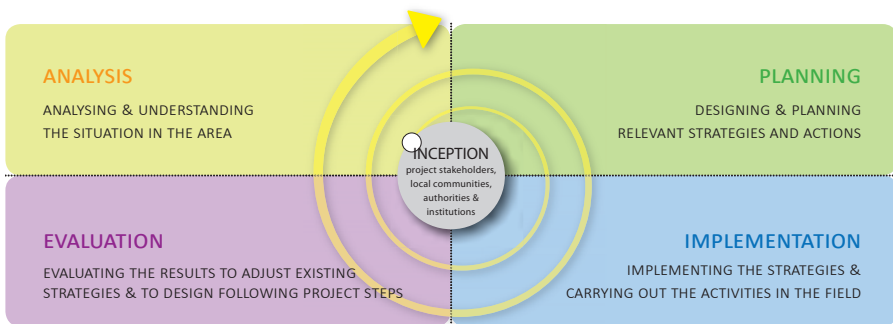 ANALYSIS
ANALYSING & UNDERSTANDING
THE SITUATION IN THE AREA
PLANNING
DESIGNING & PLANNING
RELEVANT STRATEGIES AND ACTIONS
INCEPTION
project stakeholders,
local communities,
authorities &
institutions
EVALUATION
EVALUATING THE RESULTS TO ADJUST EXISTING
STRATEGIES & TO DESIGN FOLLOWING PROJECT STEPS
IMPLEMENTATION
IMPLEMENTING THE STRATEGIES &
CARRYING OUT THE ACTIVITIES IN THE FIELD